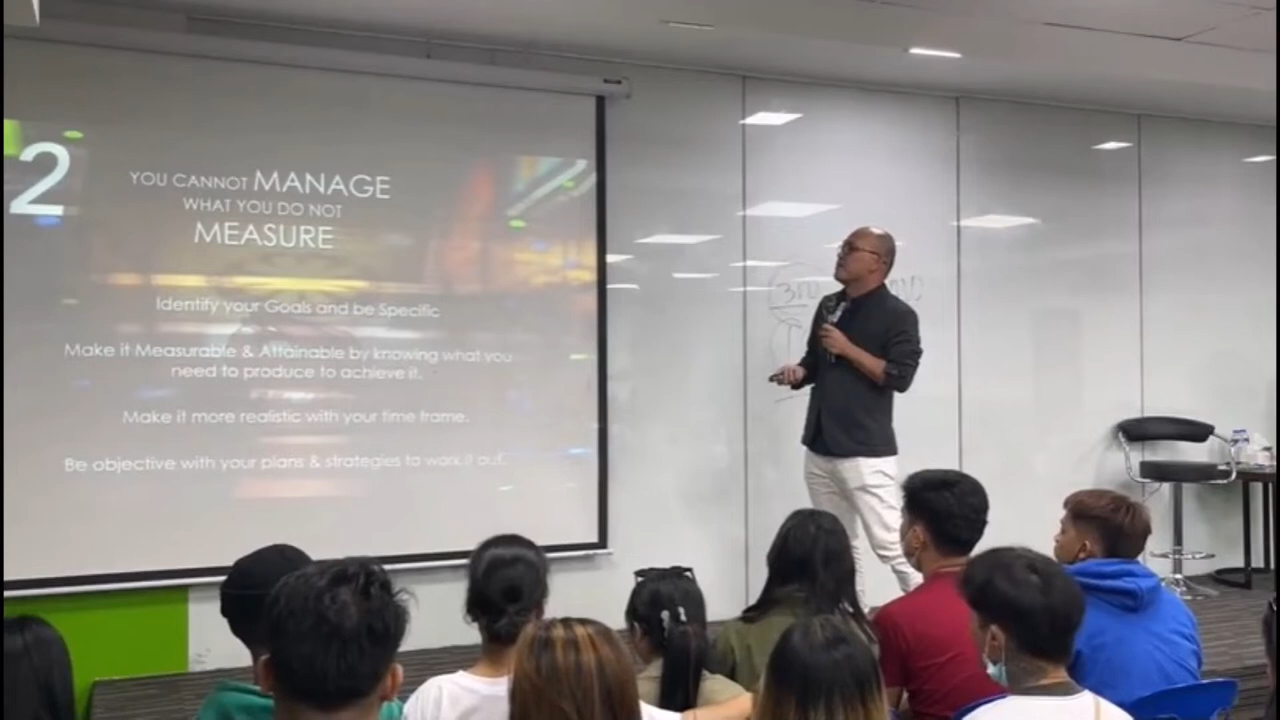 2
YOU CANNOT MANAGE
WHAT YOU DO NOT
MEASURE
Identify your Goals and be Specific
Make it Measurable & Attainable by knowing what you
need to produce to achieve it.
Make it more realistic with your time frame.
Be objective with your plans & strategies to work it out.